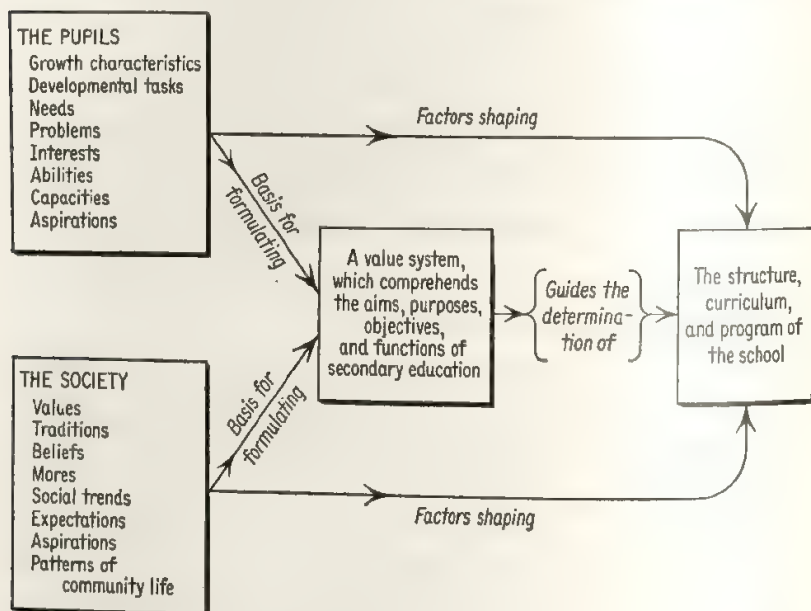 THE PUPILS
Growth characteristics
Developmental tasks
Needs
Problems
Interests
Abilities
Capacities
Aspirations
Factors shaping
Basis for
formulating
A value system,
which comprehends
the aims, purposes,
objectives,
and functions of
secondary education
Guides the
determina-
tion of
The structure,
curriculum,
and program of
the school
THE SOCIETY
Values
Traditions
Beliefs
Mores
Social trends
Expectations
Aspirations
Patterns of
community life
Basis for
formulating
Factors shaping